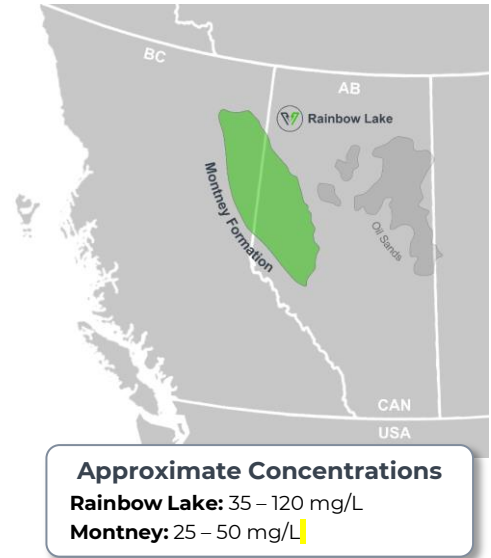 BC
AB
Rainbow Lake
Montney Formation
Oil Sands
CAN
USA
Approximate Concentrations
Rainbow Lake: 35 – 120 mg/L
Montney: 25 – 50 mg/L